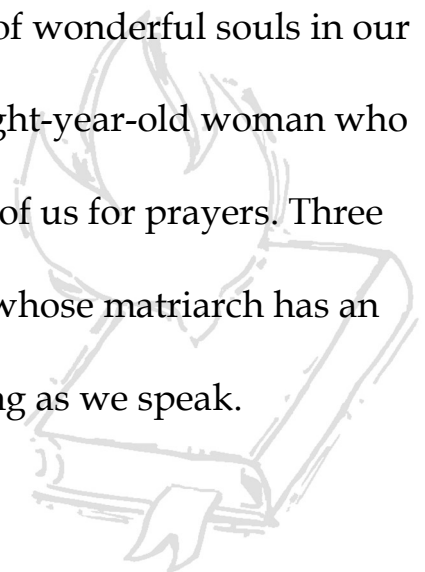 of wonderful souls in our
ght-year-old woman who
of us for prayers. Three
whose matriarch has an
ng as we speak.